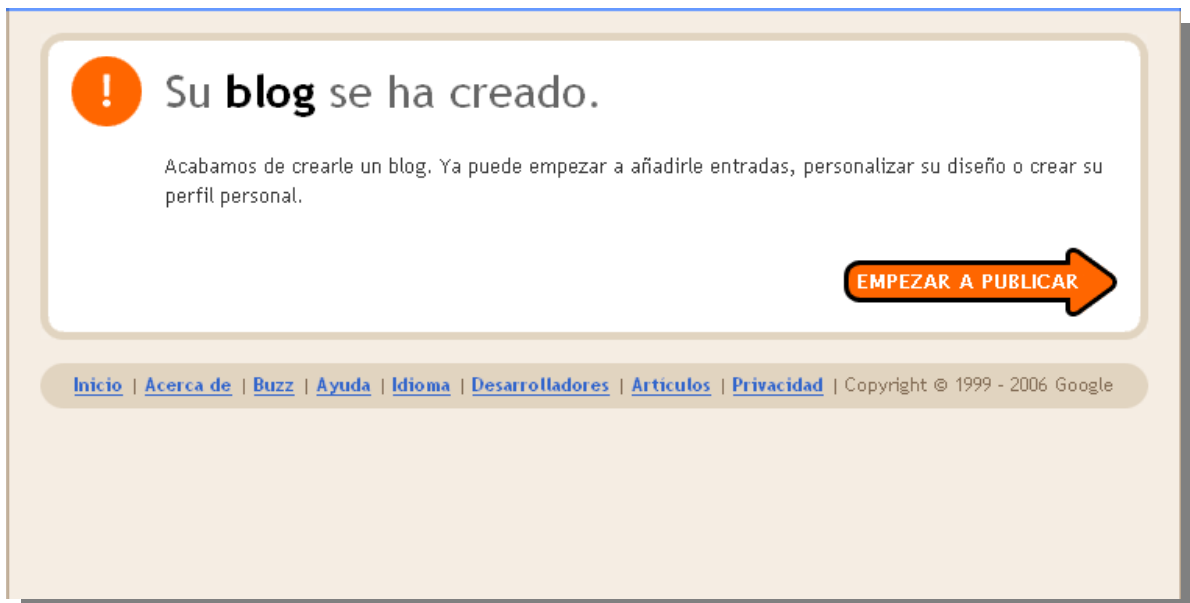 !
Su blog se ha creado.
Acabamos de crearle un blog. Ya puede empezar a añadirle entradas, personalizar su diseño o crear su
perfil personal.
EMPEZAR A PUBLICAR
Inicio | Acerca de | Buzz | Ayuda | Idioma | Desarrolladores | Artículos | Privacidad | Copyright © 1999 - 2006 Google